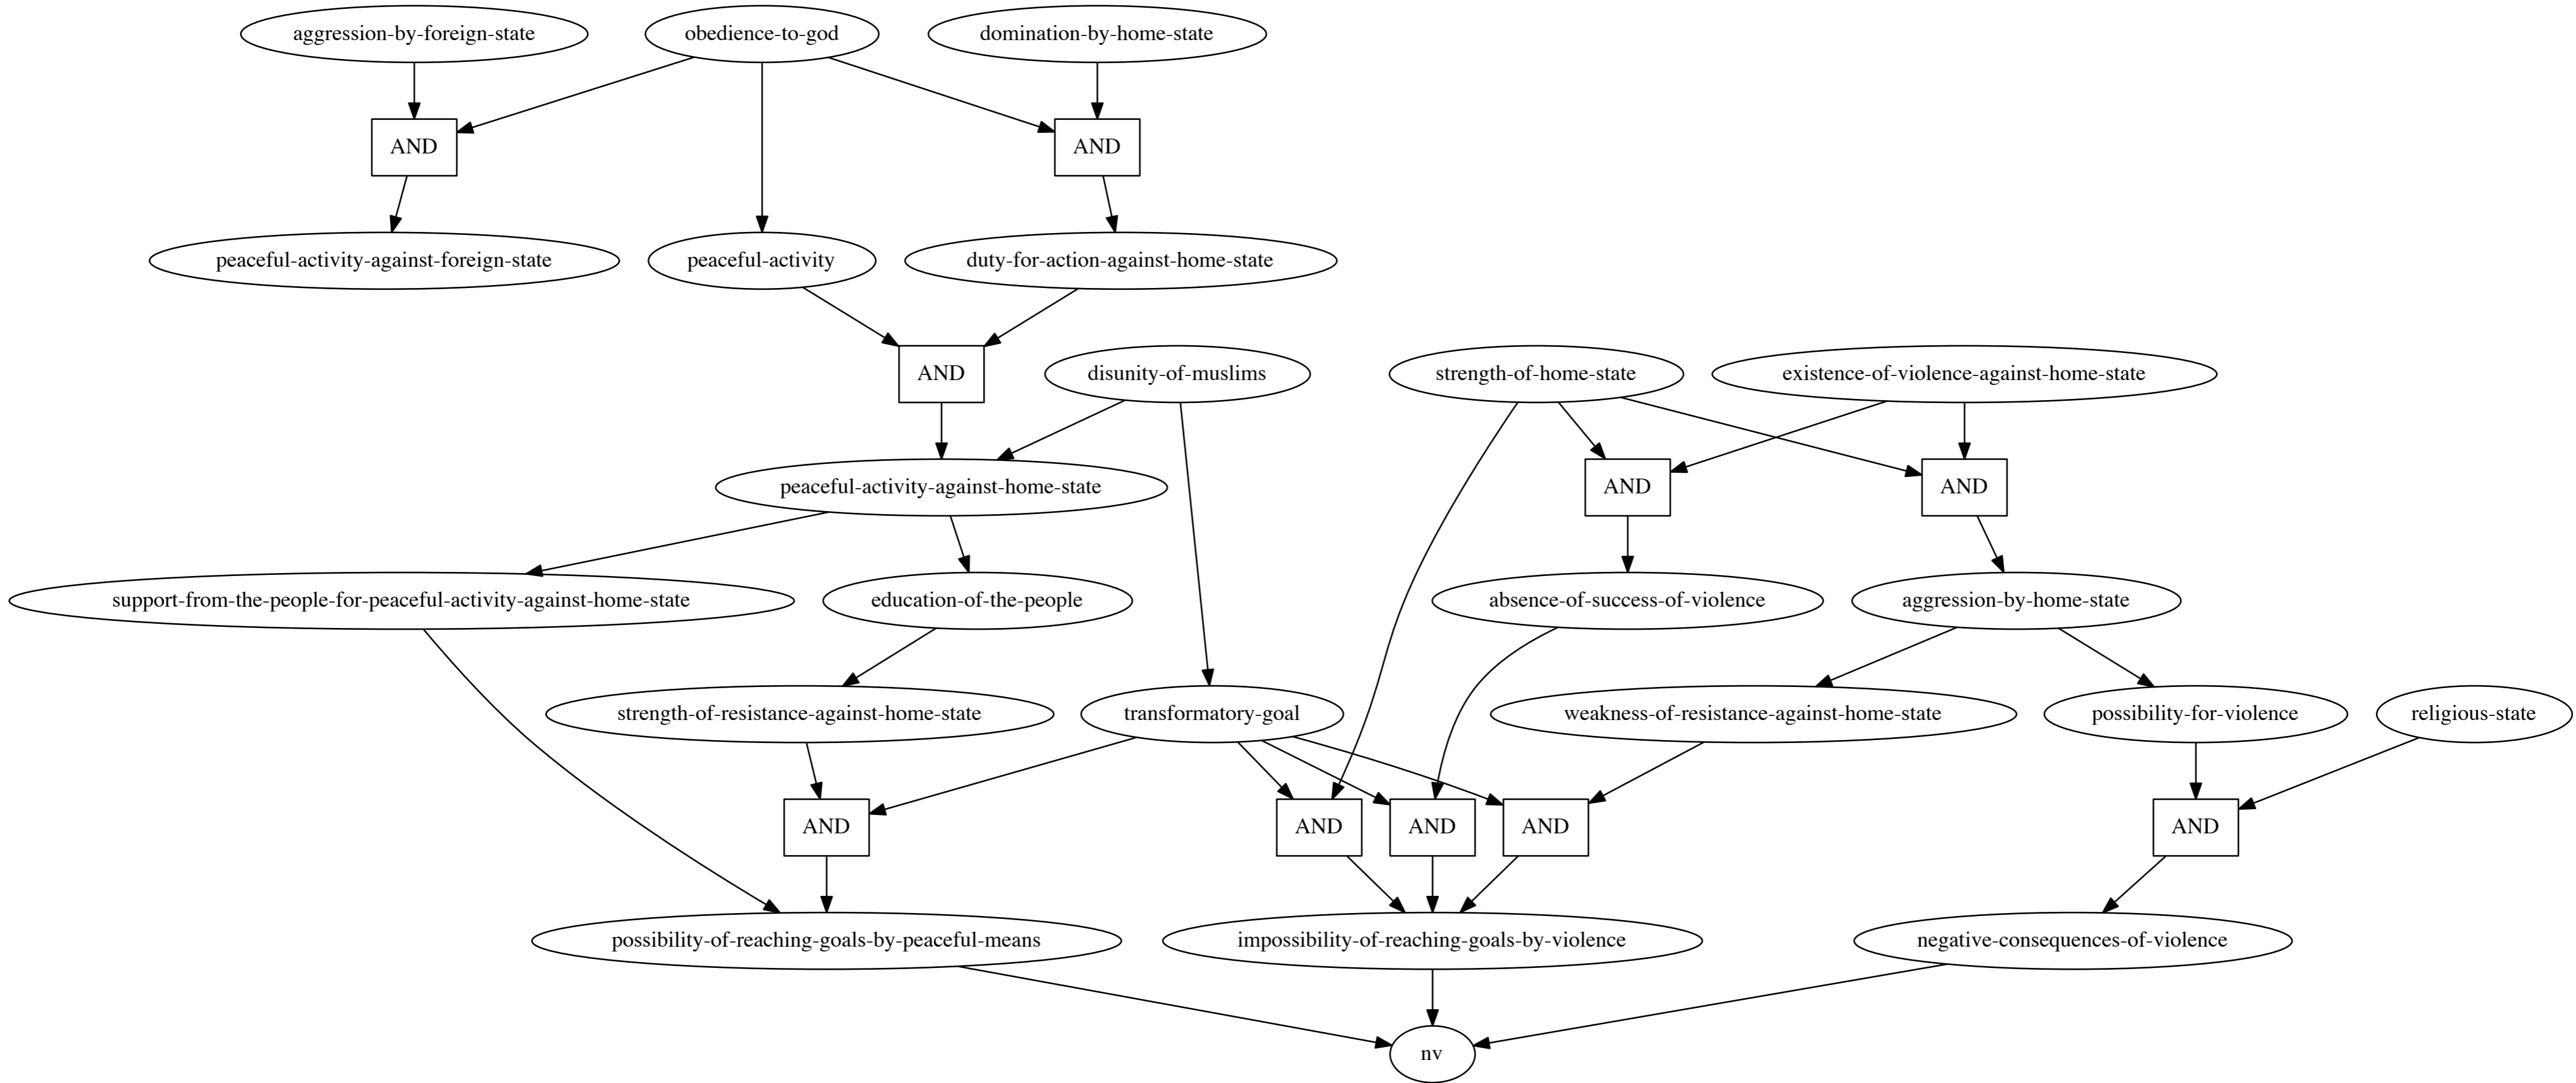 aggression-by-foreign-state
obedience-to-god
domination-by-home-state
AND
AND
peaceful-activity-against-foreign-state
peaceful-activity
duty-for-action-against-home-state
AND
disunity-of-muslims
strength-of-home-state
existence-of-violence-against-home-state
peaceful-activity-against-home-state
AND
AND
support-from-the-people-for-peaceful-activity-against-home-state
education-of-the-people
absence-of-success-of-violence
aggression-by-home-state
strength-of-resistance-against-home-state
transformatory-goal
weakness-of-resistance-against-home-state
possibility-for-violence
religious-state
AND
AND
AND
AND
AND
possibility-of-reaching-goals-by-peaceful-means
impossibility-of-reaching-goals-by-violence
negative-consequences-of-violence
nv